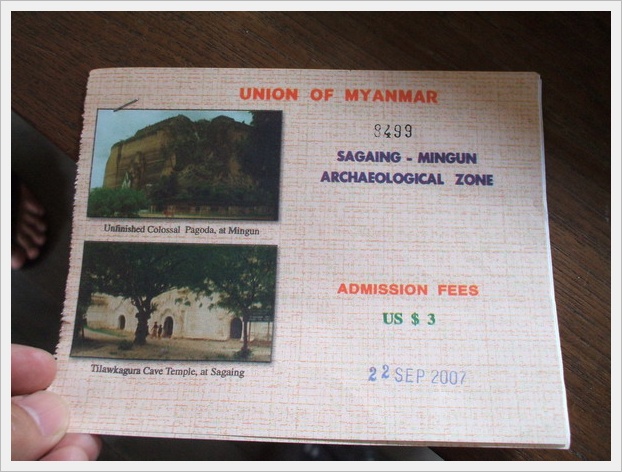 UNION OF MYANMAR
8499
SAGAING - MINGUN
ARCHAEOLOGICAL ZONE
Unfinished Colossal Pagoda, at Mingun
ADMISSION FEES
US $ 3
Tilawkagura Cave Temple, at Sagaing
22 SEP 2007